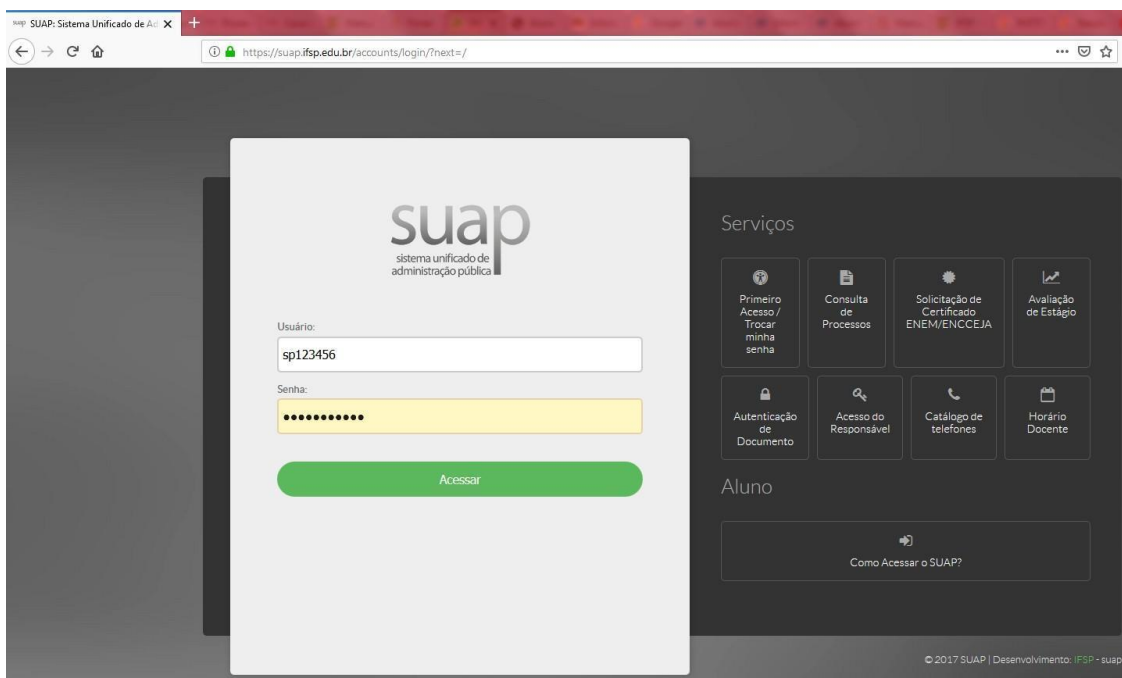 suap SUAP: Sistema Unificado de Ad
https://suap.ifsp.edu.br/accounts/login/?next=/
suap
sistema unificado de
administração pública
Usuário:
sp123456
Senha:
Acessar
Serviços
Primeiro
Acesso /
Trocar
minha
senha
Consulta
de
Processos
Solicitação de
Certificado
ENEM/ENCCEJA
Avaliação
de Estágio
Autenticação
de
Documento
Acesso do
Responsável
Catálogo de
telefones
Horário
Docente
Aluno
Como Acessar o SUAP?
© 2017 SUAP | Desenvolvimento: IFSP - suap